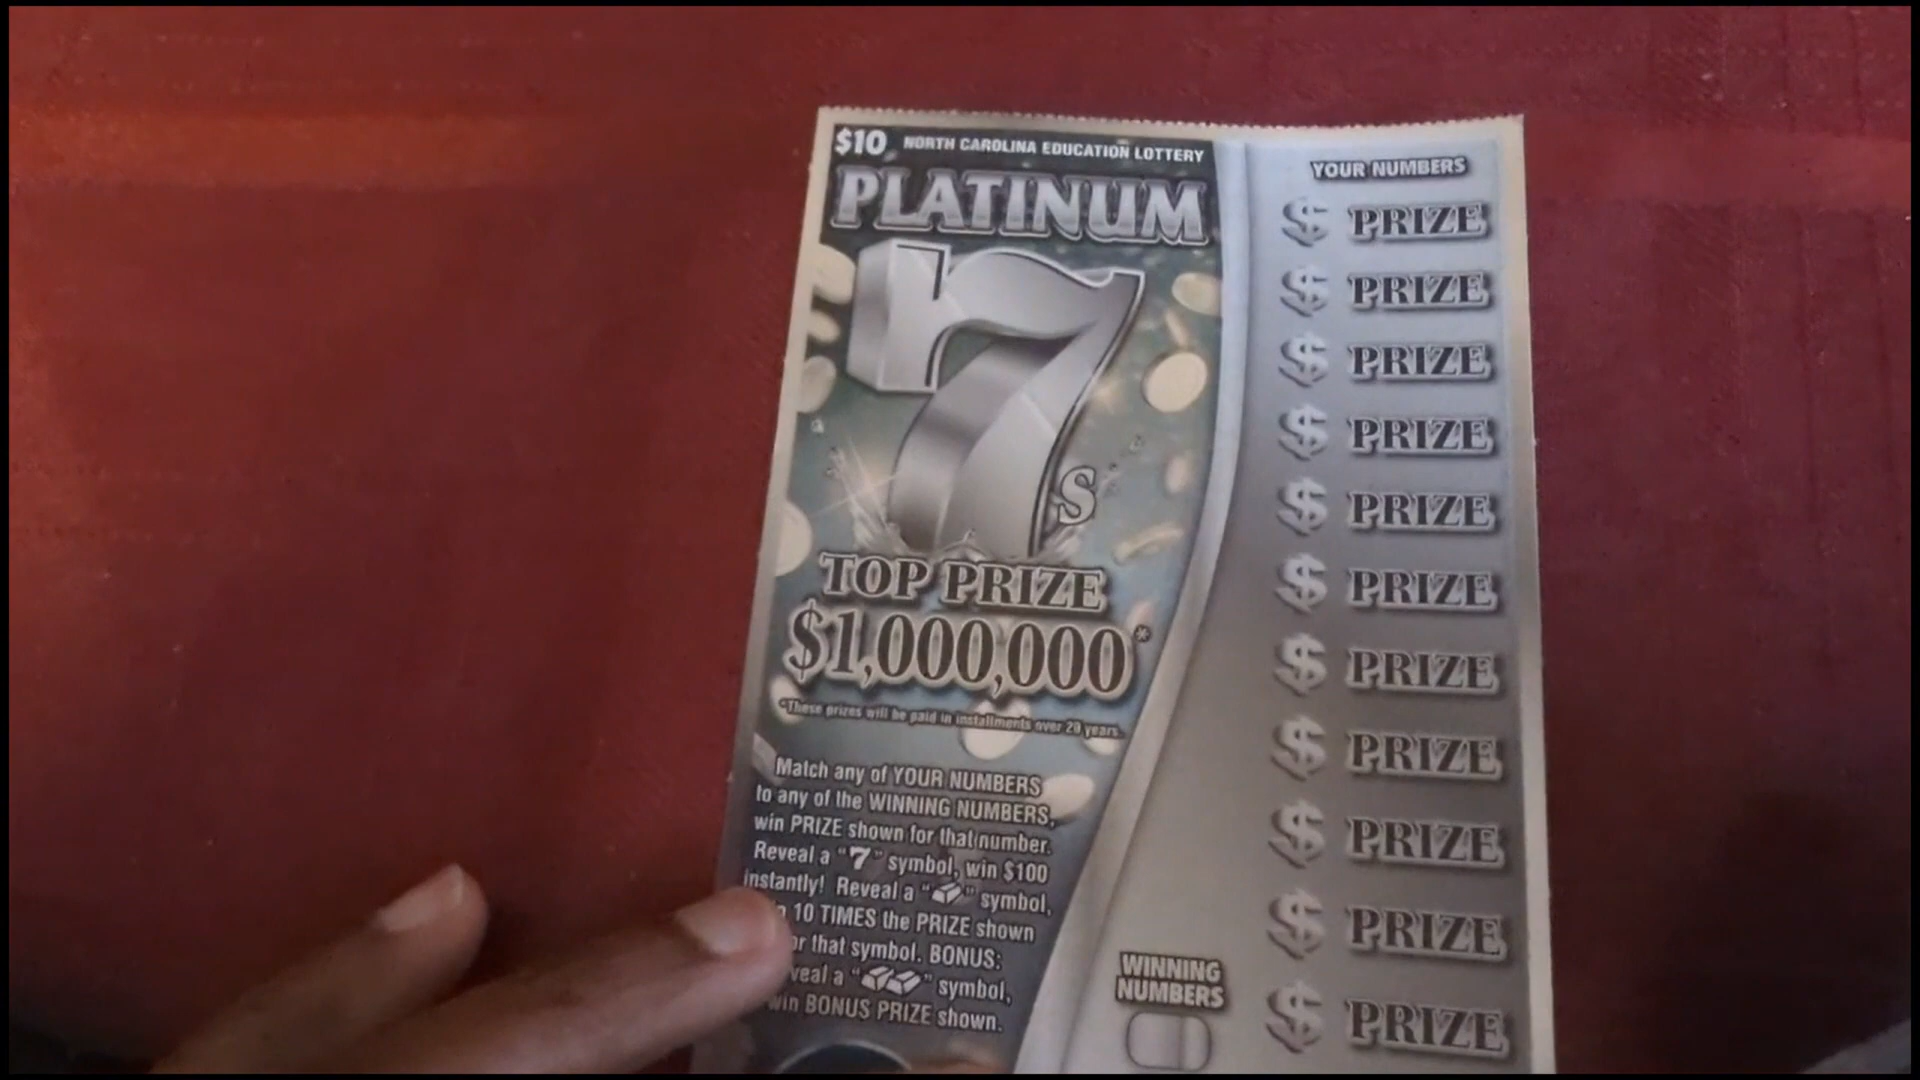 $10 NORTH CAROLINA EDUCATION LOTTERY
PLATINUM
7s
TOP PRIZE
$1,000,000*
*These prizes will be paid in installments over 20 years.
Match any of YOUR NUMBERS
to any of the WINNING NUMBERS,
win PRIZE shown for that number.
Reveal a "7" symbol, win $100
instantly! Reveal a " " symbol,
10 TIMES the PRIZE shown
that symbol. BONUS:
" " symbol,
win BONUS PRIZE shown.
WINNING
NUMBERS
YOUR NUMBERS
$ PRIZE
$ PRIZE
$ PRIZE
$ PRIZE
$ PRIZE
$ PRIZE
$ PRIZE
$ PRIZE
$ PRIZE
$ PRIZE
$ PRIZE